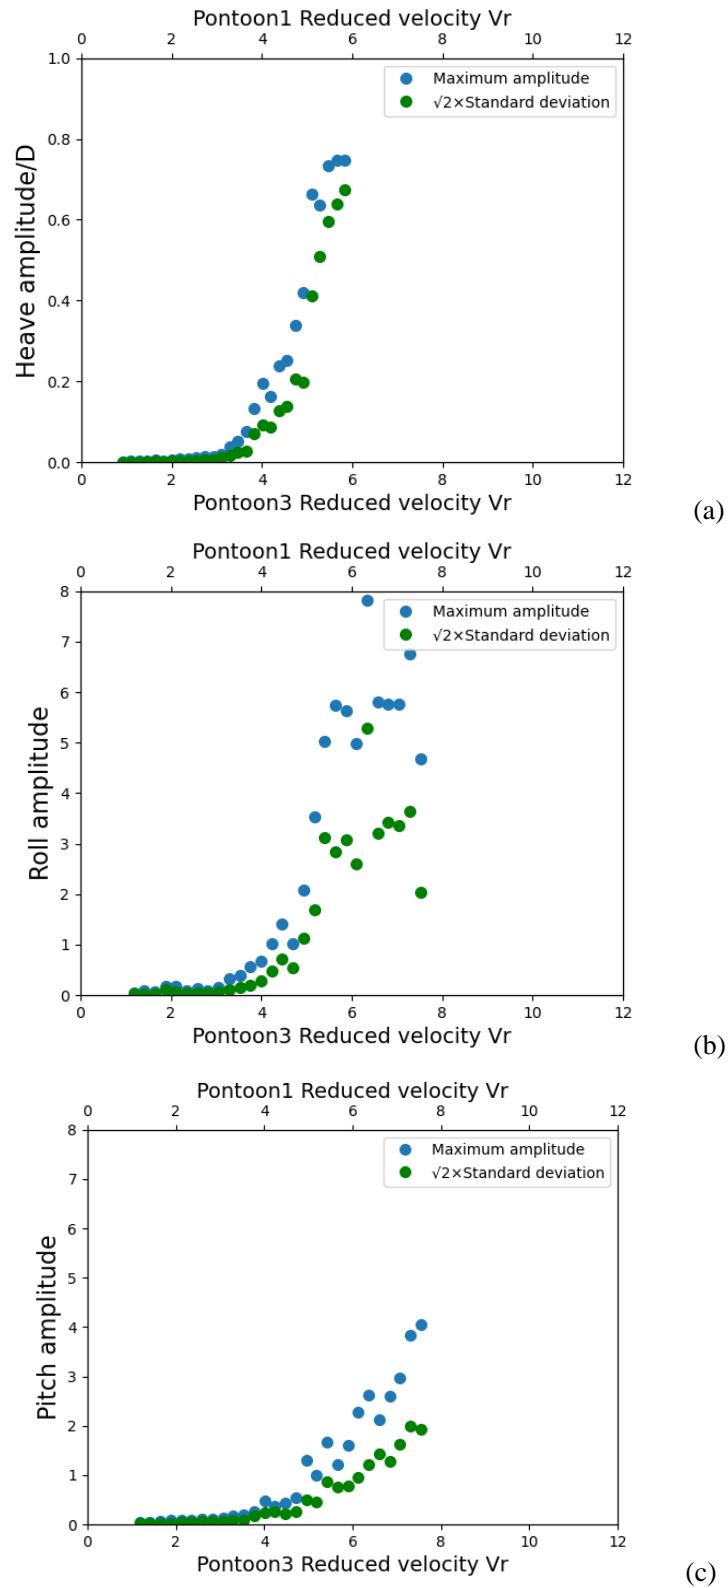 Pontoon1 Reduced velocity Vr
0 2 4 6 8 10 12
1.0
Maximum amplitude
√2×Standard deviation
0.8
0.6
Heave amplitude/D
0.4
0.2
0.0
0 2 4 6 8 10 12
Pontoon3 Reduced velocity Vr
(a)
Pontoon1 Reduced velocity Vr
0 2 4 6 8 10 12
8
Maximum amplitude
√2×Standard deviation
7
6
5
Roll amplitude
4
3
2
1
0
0 2 4 6 8 10 12
Pontoon3 Reduced velocity Vr
(b)
Pontoon1 Reduced velocity Vr
0 2 4 6 8 10 12
8
Maximum amplitude
√2×Standard deviation
7
6
5
Pitch amplitude
4
3
2
1
0
0 2 4 6 8 10 12
Pontoon3 Reduced velocity Vr
(c)